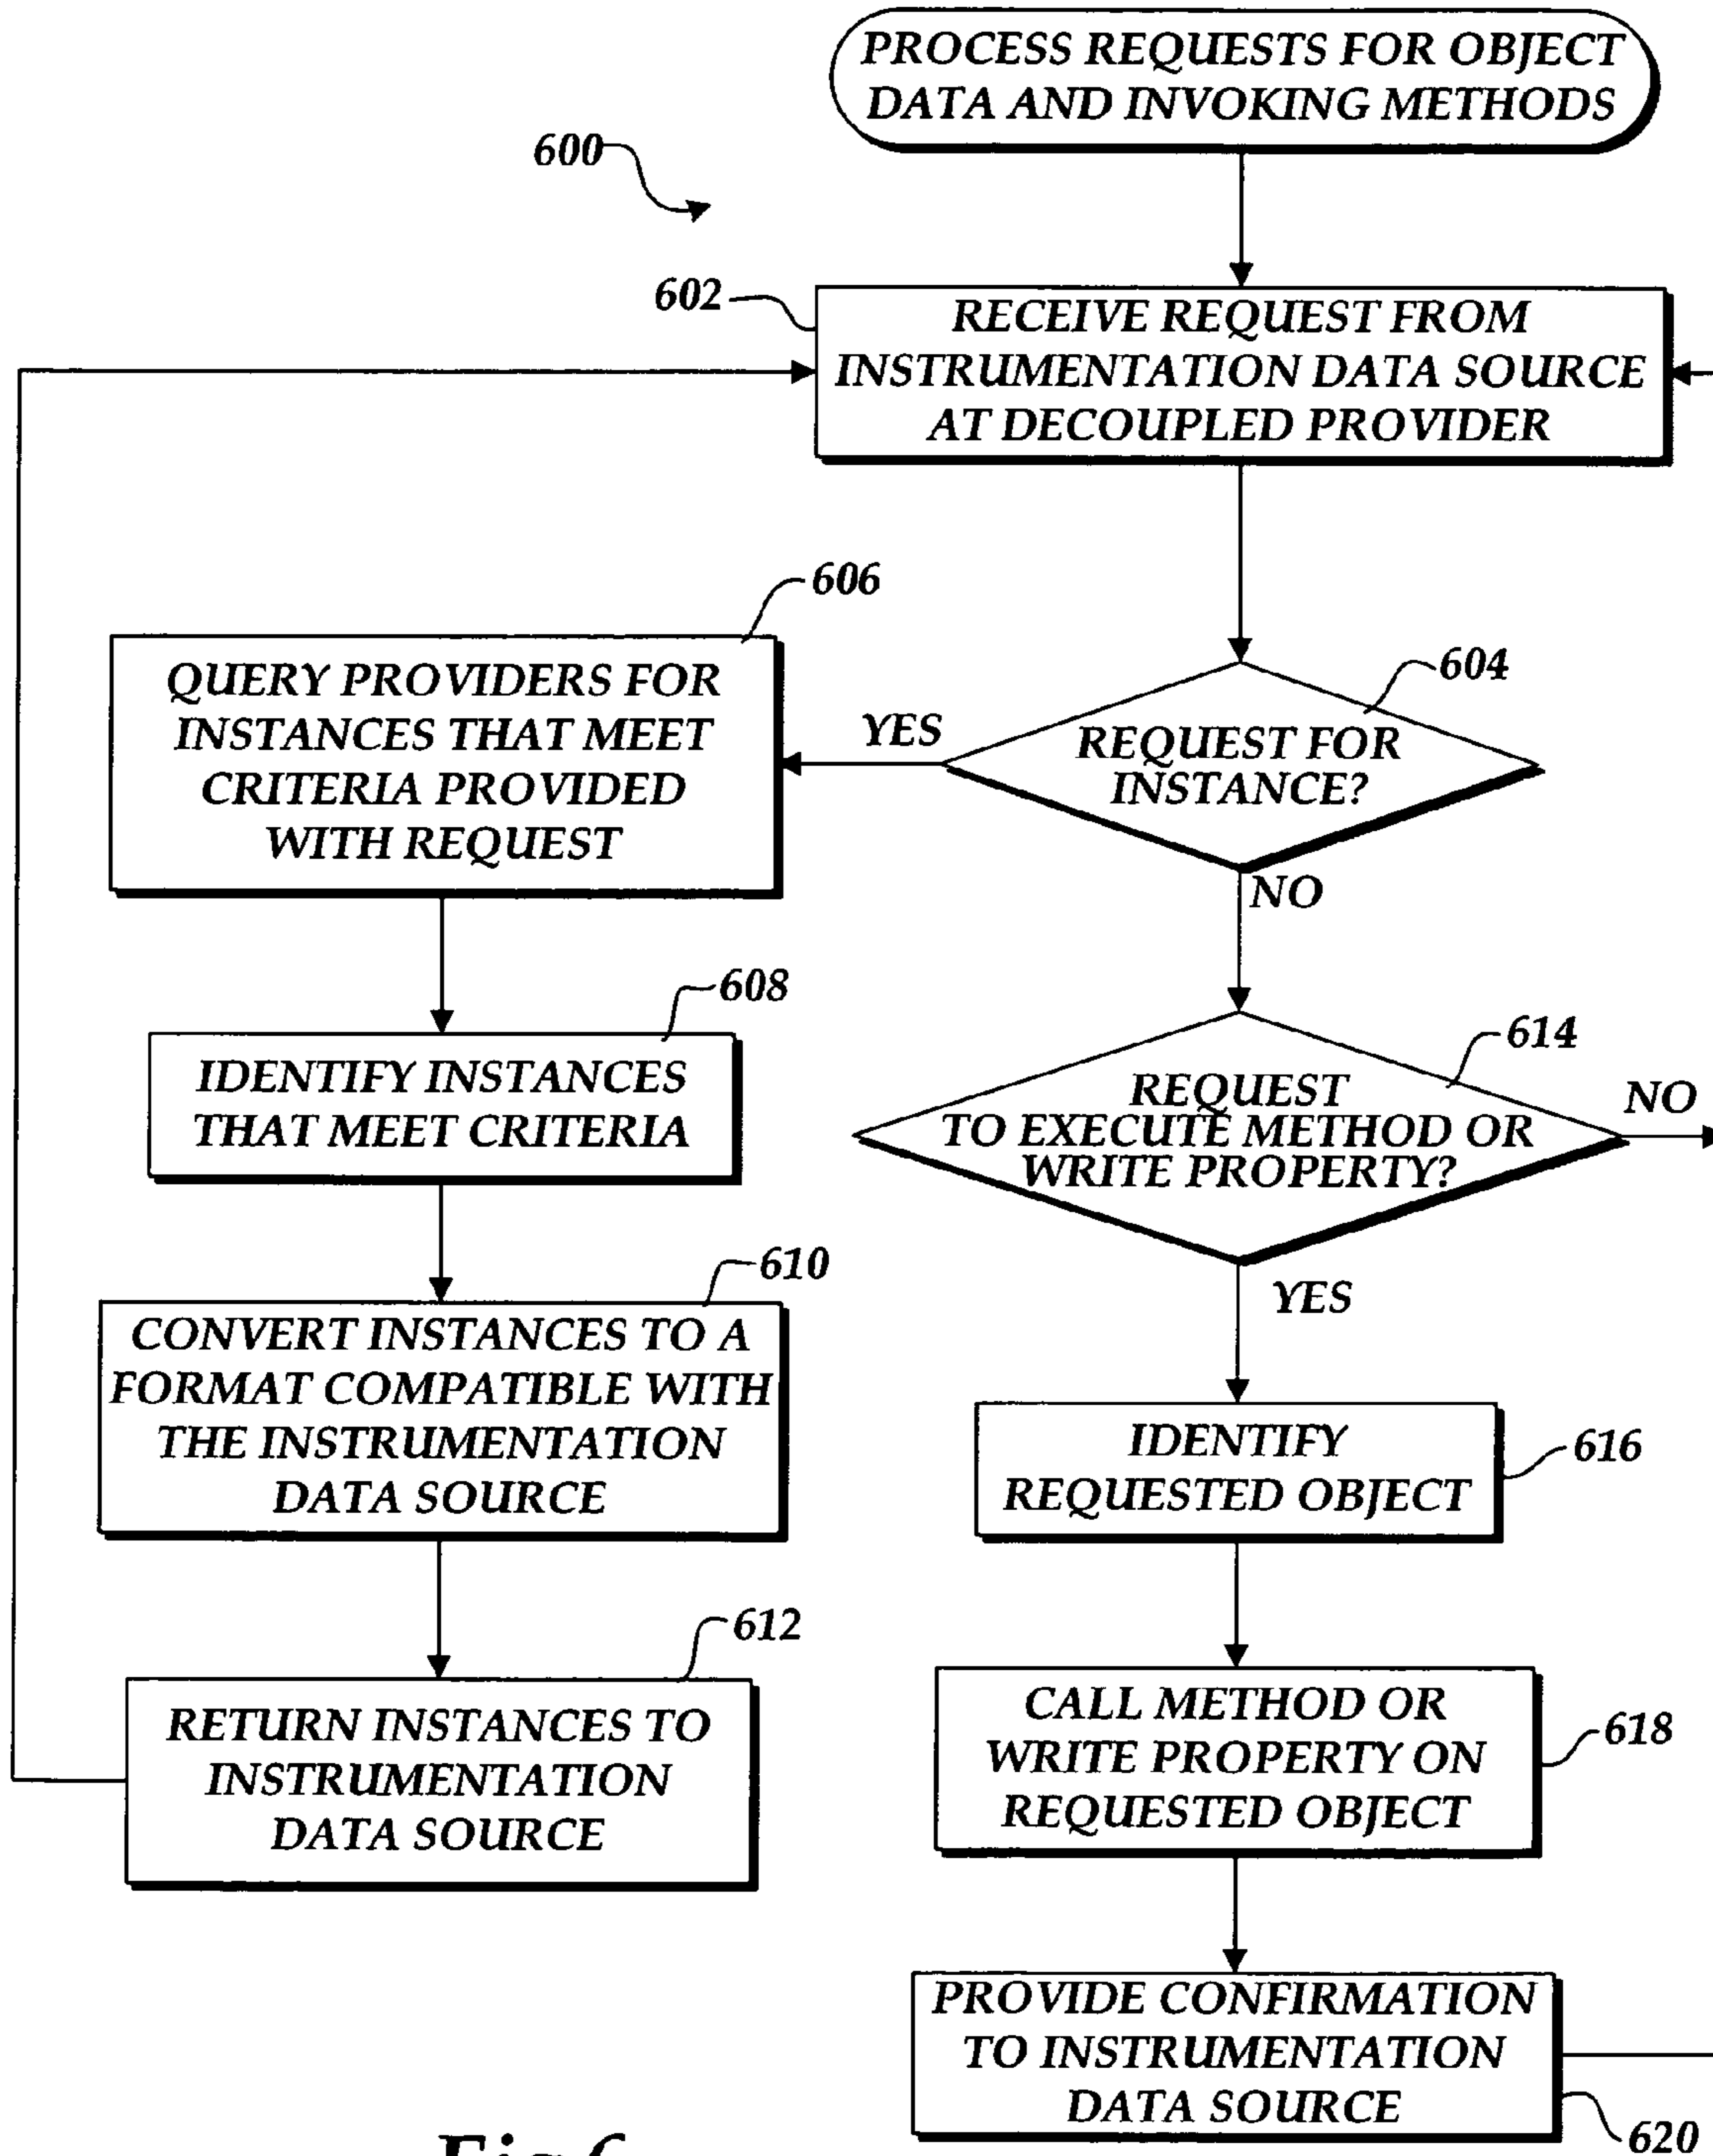 PROCESS REQUESTS FOR OBJECT
DATA AND INVOKING METHODS
600
602
RECEIVE REQUEST FROM
INSTRUMENTATION DATA SOURCE
AT DECOUPLED PROVIDER
606
QUERY PROVIDERS FOR
INSTANCES THAT MEET
CRITERIA PROVIDED
WITH REQUEST
YES
604
REQUEST FOR
INSTANCE?
NO
608
IDENTIFY INSTANCES
THAT MEET CRITERIA
614
REQUEST
TO EXECUTE METHOD OR
WRITE PROPERTY?
NO
YES
610
CONVERT INSTANCES TO A
FORMAT COMPATIBLE WITH
THE INSTRUMENTATION
DATA SOURCE
IDENTIFY
REQUESTED OBJECT
616
612
RETURN INSTANCES TO
INSTRUMENTATION
DATA SOURCE
CALL METHOD OR
WRITE PROPERTY ON
REQUESTED OBJECT
618
PROVIDE CONFIRMATION
TO INSTRUMENTATION
DATA SOURCE
620
Fig 6